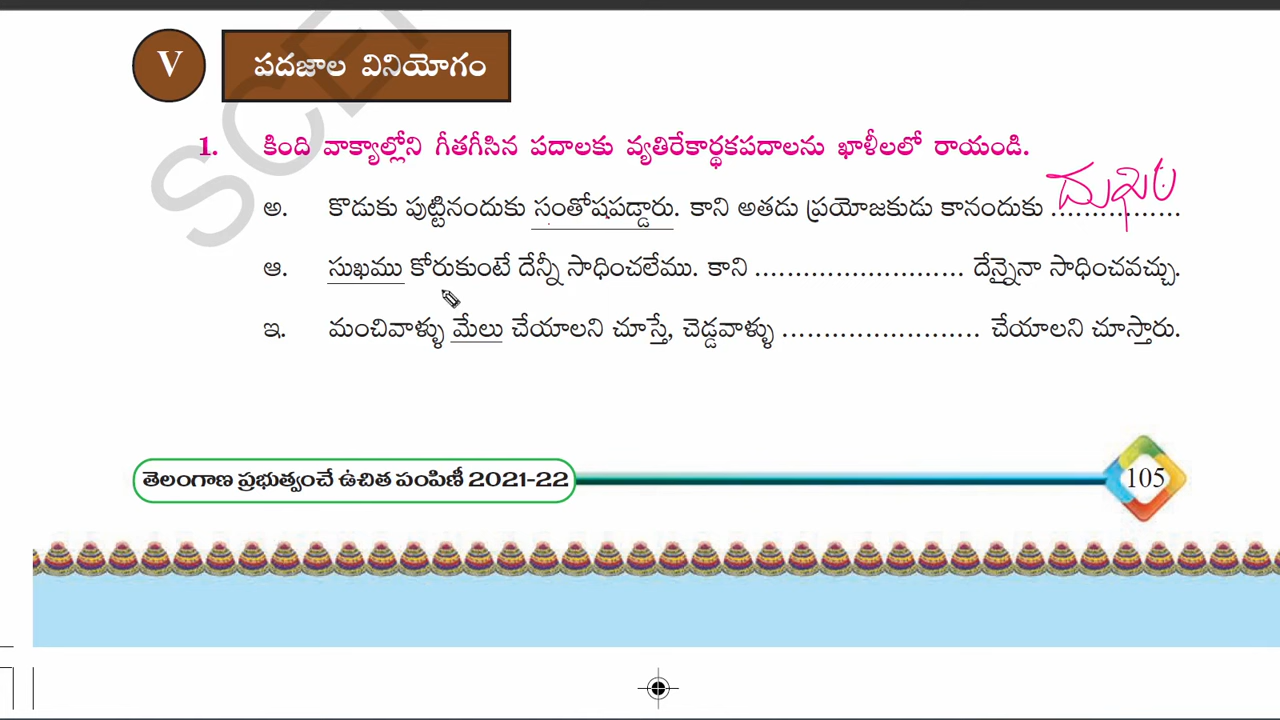 V పదజాల వినియోగం
1. కింది వాక్యాల్లోని గీతగీసిన పదాలకు వ్యతిరేకార్థకపదాలను ఖాళీలలో రాయండి.
అ. కొడుకు పుట్టినందుకు సంతోషపడ్డారు. కాని అతడు ప్రయోజకుడు కానందుకు ................
దుఖం
ఆ. సుఖము కోరుకుంటే దేన్నీ సాధించలేము. కాని .......................... దేన్నైనా సాధించవచ్చు.
ఇ. మంచివాళ్ళు మేలు చేయాలని చూస్తే, చెడ్డవాళ్ళు ......................... చేయాలని చూస్తారు.
తెలంగాణ ప్రభుత్వంచే ఉచిత పంపిణీ 2021-22
105